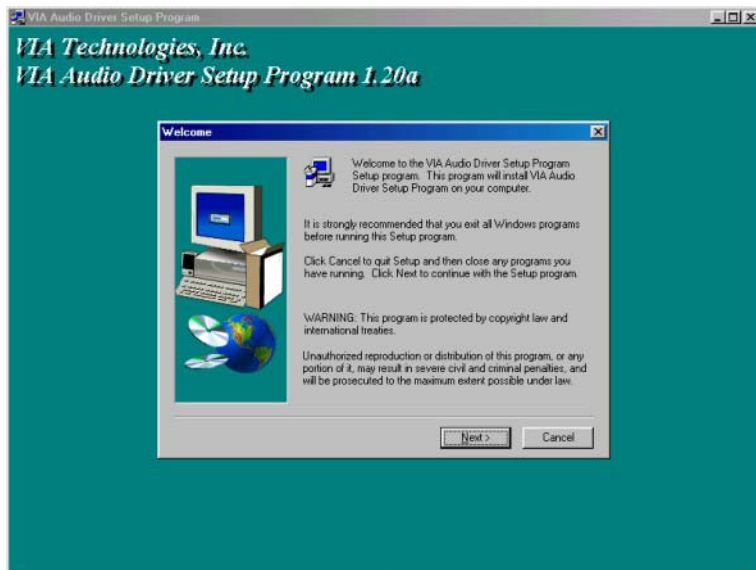 VIA Audio Driver Setup Program
VIA Technologies, Inc.
VIA Audio Driver Setup Program 1.20a
Welcome
Welcome to the VIA Audio Driver Setup Program
Setup program. This program will install VIA Audio
Driver Setup Program on your computer.
It is strongly recommended that you exit all Windows programs
before running this Setup program.
Click Cancel to quit Setup and then close any programs you
have running. Click Next to continue with the Setup program.
WARNING: This program is protected by copyright law and
international treaties.
Unauthorized reproduction or distribution of this program, or any
portion of it, may result in severe civil and criminal penalties, and
will be prosecuted to the maximum extent possible under law.
Next >
Cancel